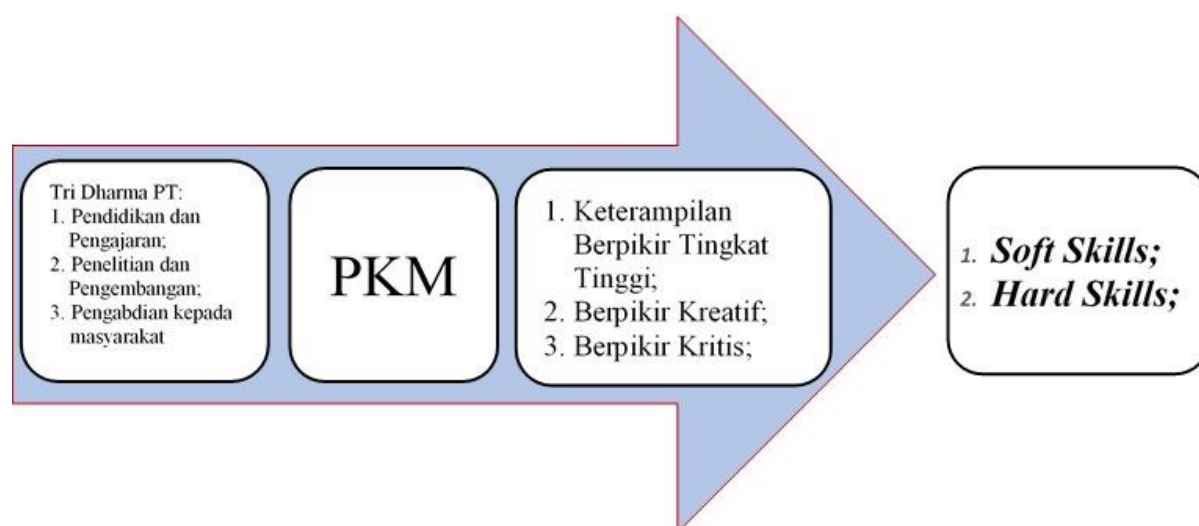 Tri Dharma PT:
1. Pendidikan dan
Pengajaran;
2. Penelitian dan
Pengembangan;
3. Pengabdian kepada
masyarakat
PKM
1. Keterampilan
Berpikir Tingkat
Tinggi;
2. Berpikir Kreatif;
3. Berpikir Kritis;
1. Soft Skills;
2. Hard Skills;